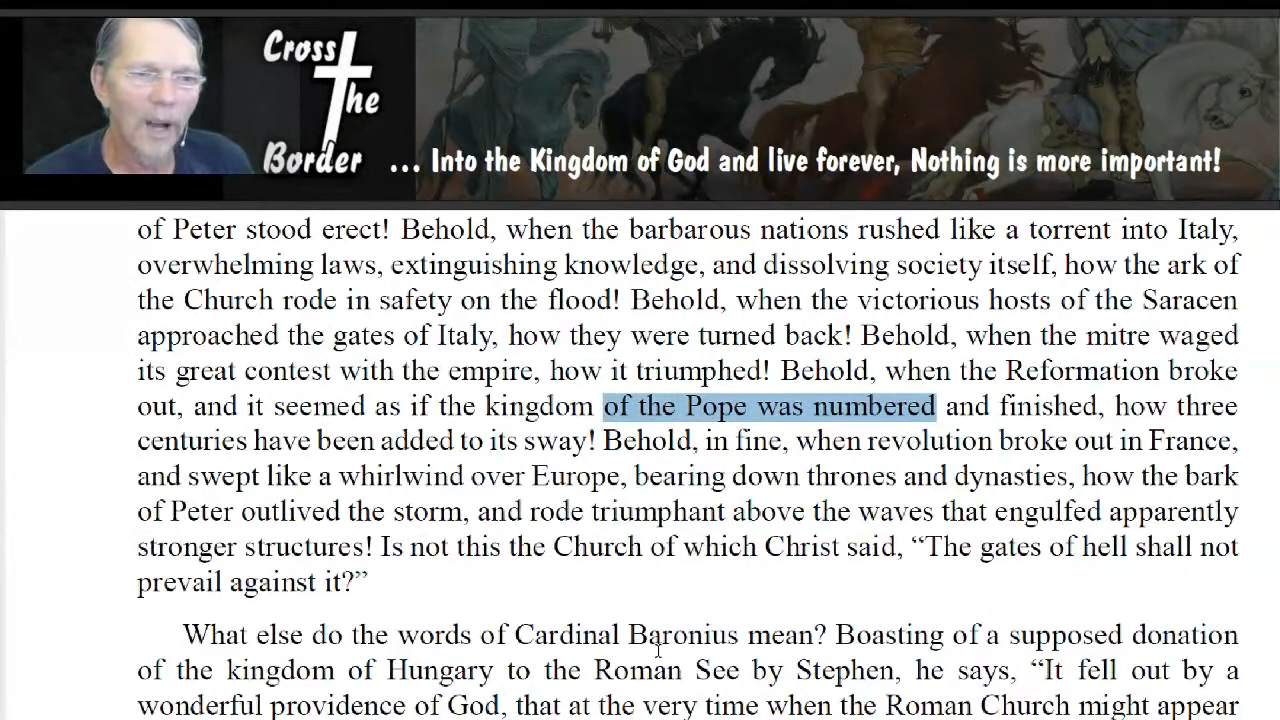 Cross
The
Border
... Into the Kingdom of God and live forever, Nothing is more important!
of Peter stood erect! Behold, when the barbarous nations rushed like a torrent into Italy,
overwhelming laws, extinguishing knowledge, and dissolving society itself, how the ark of
the Church rode in safety on the flood! Behold, when the victorious hosts of the Saracen
approached the gates of Italy, how they were turned back! Behold, when the mitre waged
its great contest with the empire, how it triumphed! Behold, when the Reformation broke
out, and it seemed as if the kingdom of the Pope was numbered and finished, how three
centuries have been added to its sway! Behold, in fine, when revolution broke out in France,
and swept like a whirlwind over Europe, bearing down thrones and dynasties, how the bark
of Peter outlived the storm, and rode triumphant above the waves that engulfed apparently
stronger structures! Is not this the Church of which Christ said, “The gates of hell shall not
prevail against it?”
What else do the words of Cardinal Baronius mean? Boasting of a supposed donation
of the kingdom of Hungary to the Roman See by Stephen, he says, “It fell out by a
wonderful providence of God, that at the very time when the Roman Church might appear